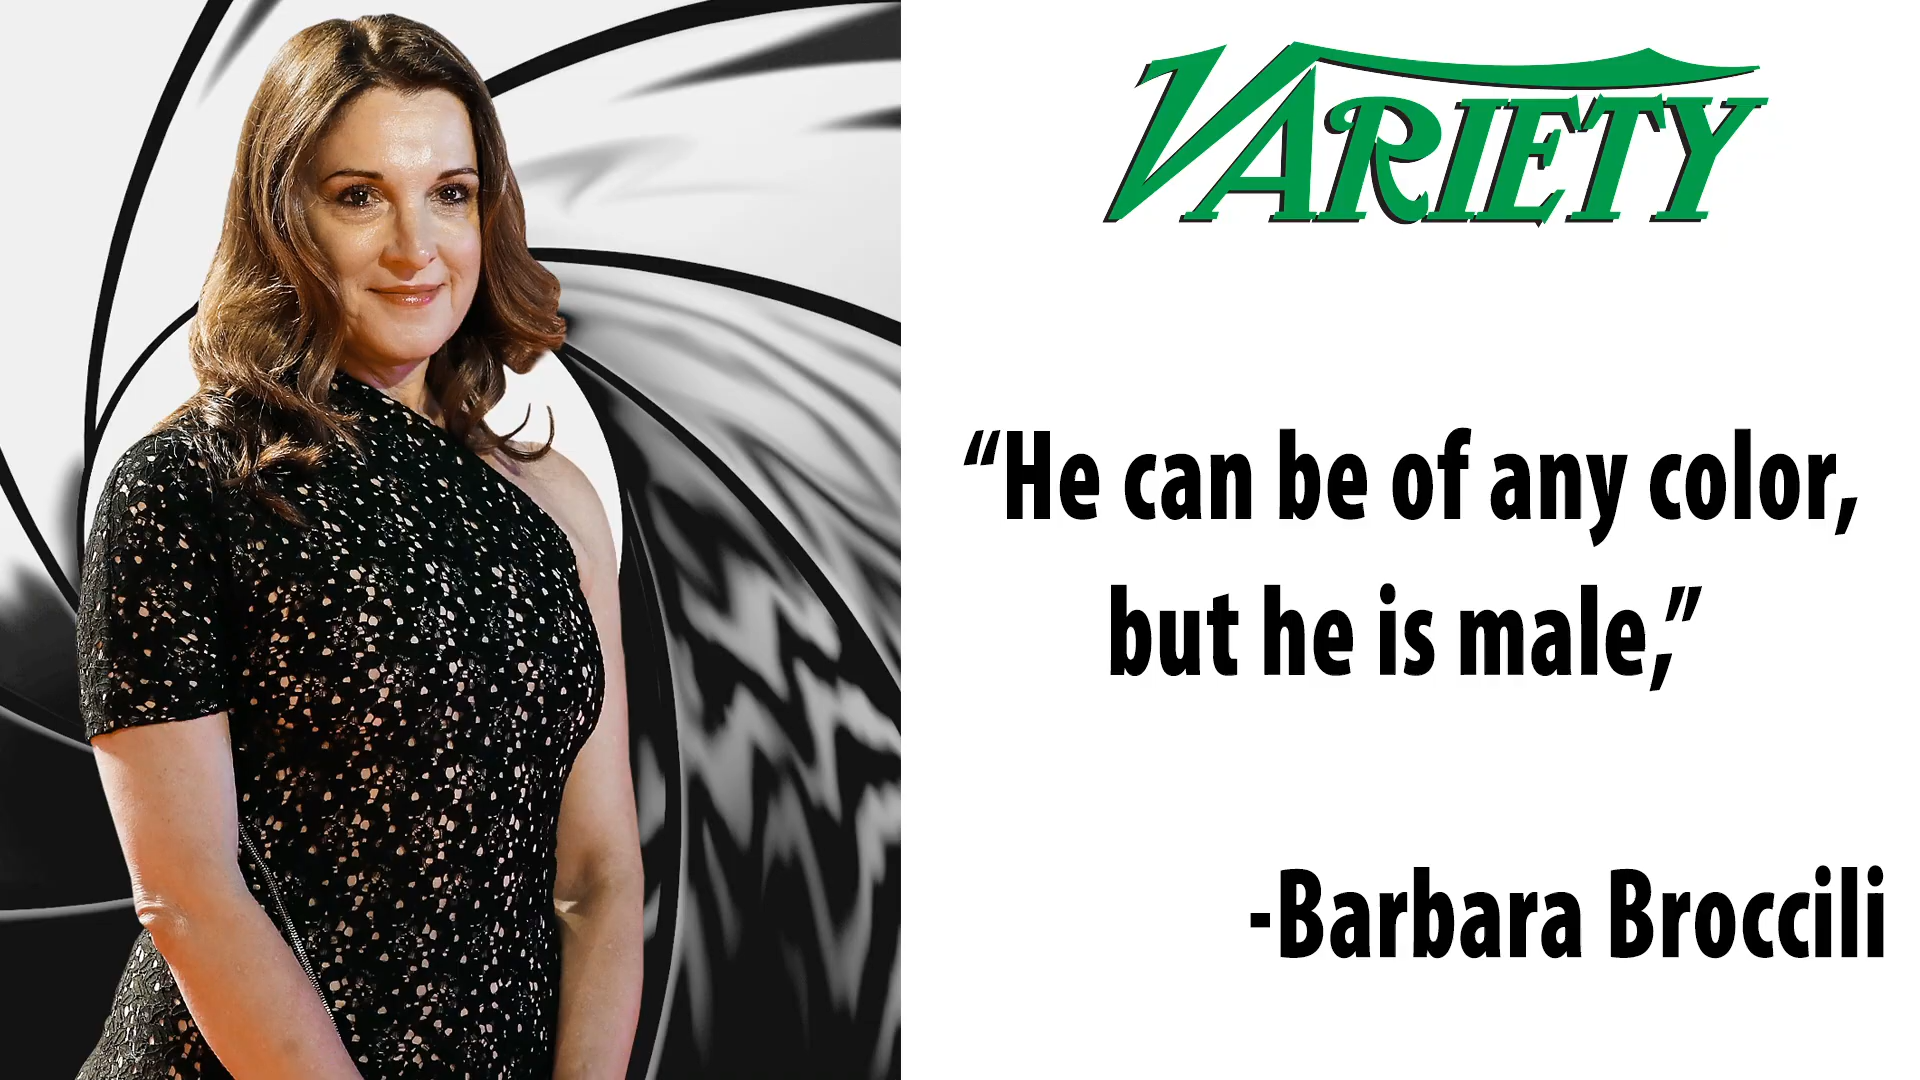 VARIETY
“He can be of any color,
but he is male,”
-Barbara Broccili